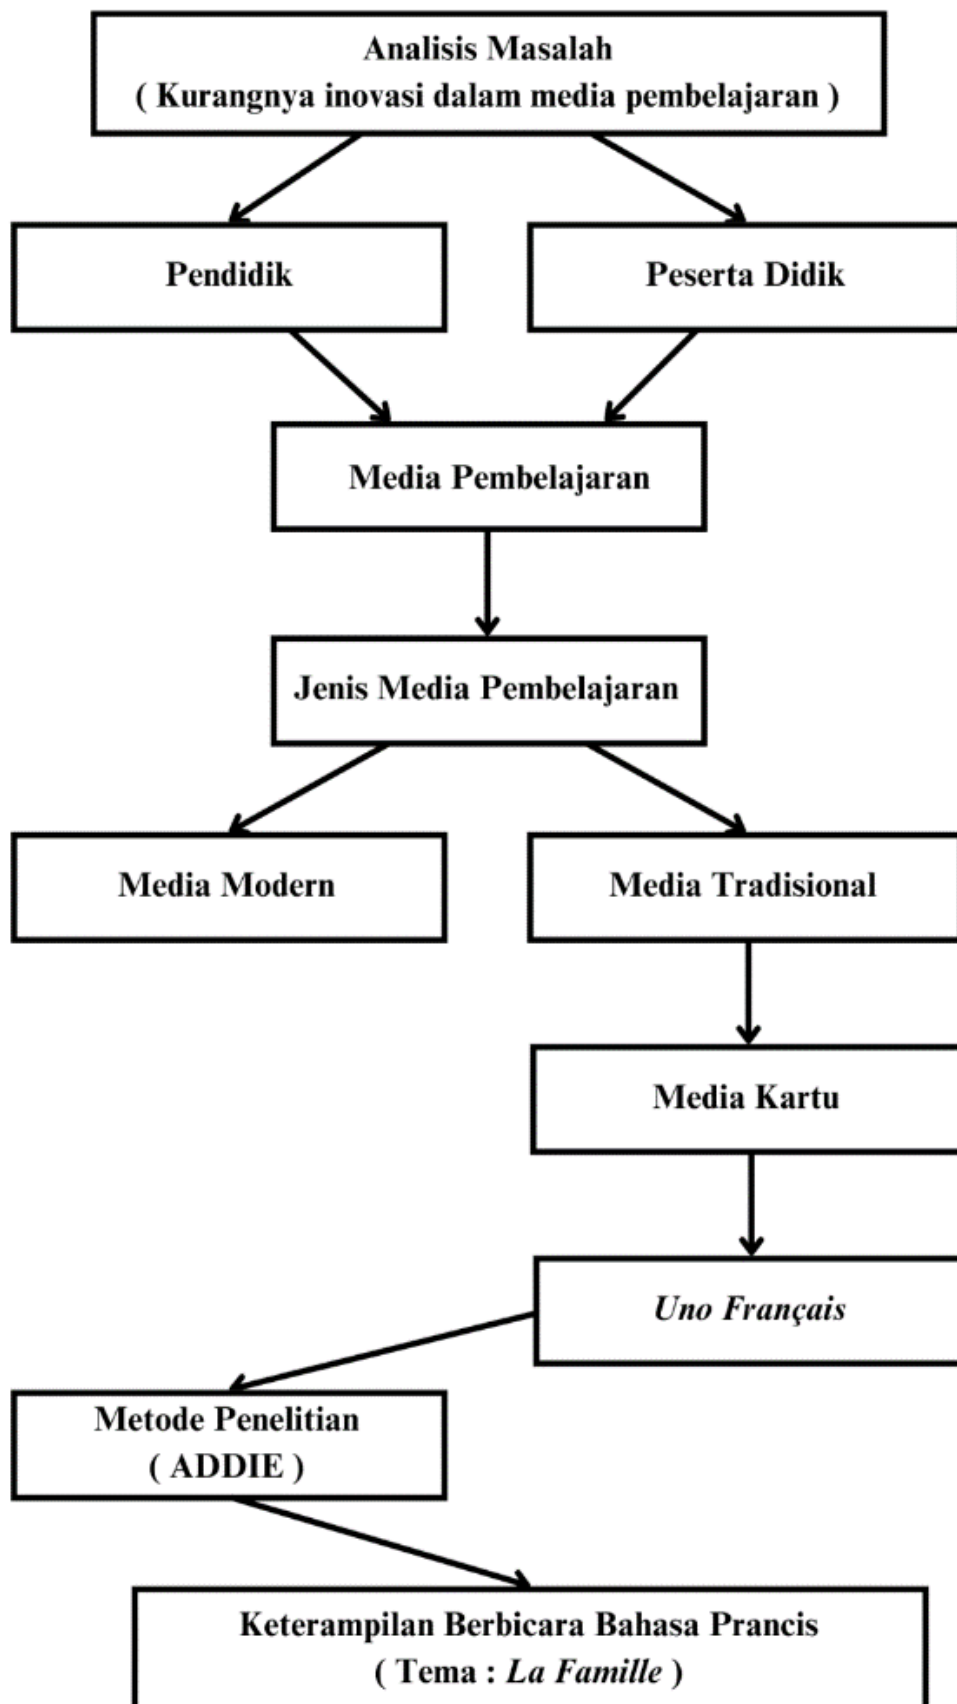 Analisis Masalah
( Kurangnya inovasi dalam media pembelajaran )
Pendidik
Peserta Didik
Media Pembelajaran
Jenis Media Pembelajaran
Media Modern
Media Tradisional
Media Kartu
Uno Français
Metode Penelitian
( ADDIE )
Keterampilan Berbicara Bahasa Prancis
( Tema : La Famille )